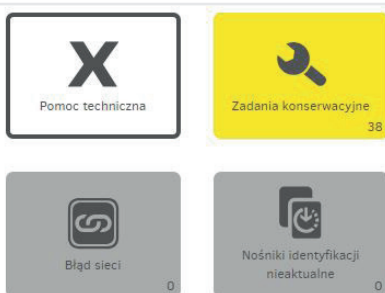 Pomoc techniczna
Zadania konserwacyjne
38
Błąd sieci
0
Nośniki identyfikacji
nieaktualne
0